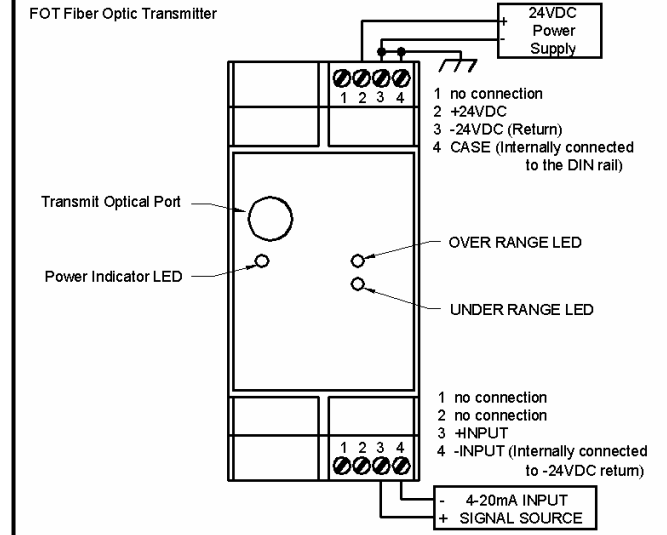 FOT Fiber Optic Transmitter
24VDC
+ Power
- Supply
1 2 3 4
1 no connection
2 +24VDC
3 -24VDC (Return)
4 CASE (Internally connected
to the DIN rail)
Transmit Optical Port
OVER RANGE LED
Power Indicator LED
UNDER RANGE LED
1 no connection
2 no connection
3 +INPUT
4 -INPUT (Internally connected
to -24VDC return)
1 2 3 4
- 4-20mA INPUT
+ SIGNAL SOURCE